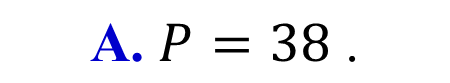 A. P = 38 .